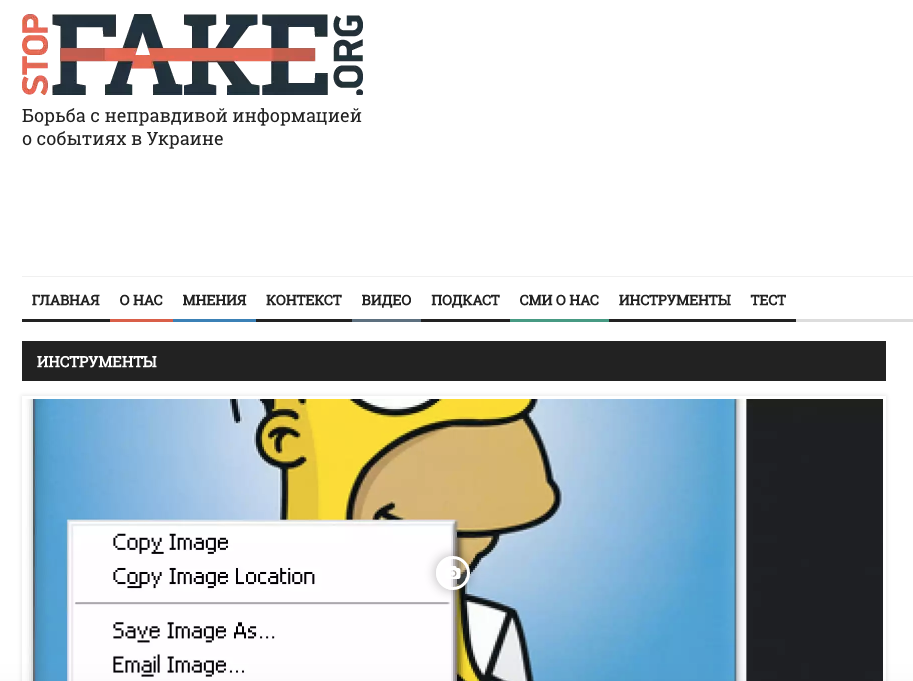 STOP FAKE .ORG
Борьба с неправдивой информацией
о событиях в Украине
ГЛАВНАЯ О НАС МНЕНИЯ КОНТЕКСТ ВИДЕО ПОДКАСТ СМИ О НАС ИНСТРУМЕНТЫ ТЕСТ
ИНСТРУМЕНТЫ
Copy Image
Copy Image Location
Save Image As...
Email Image...